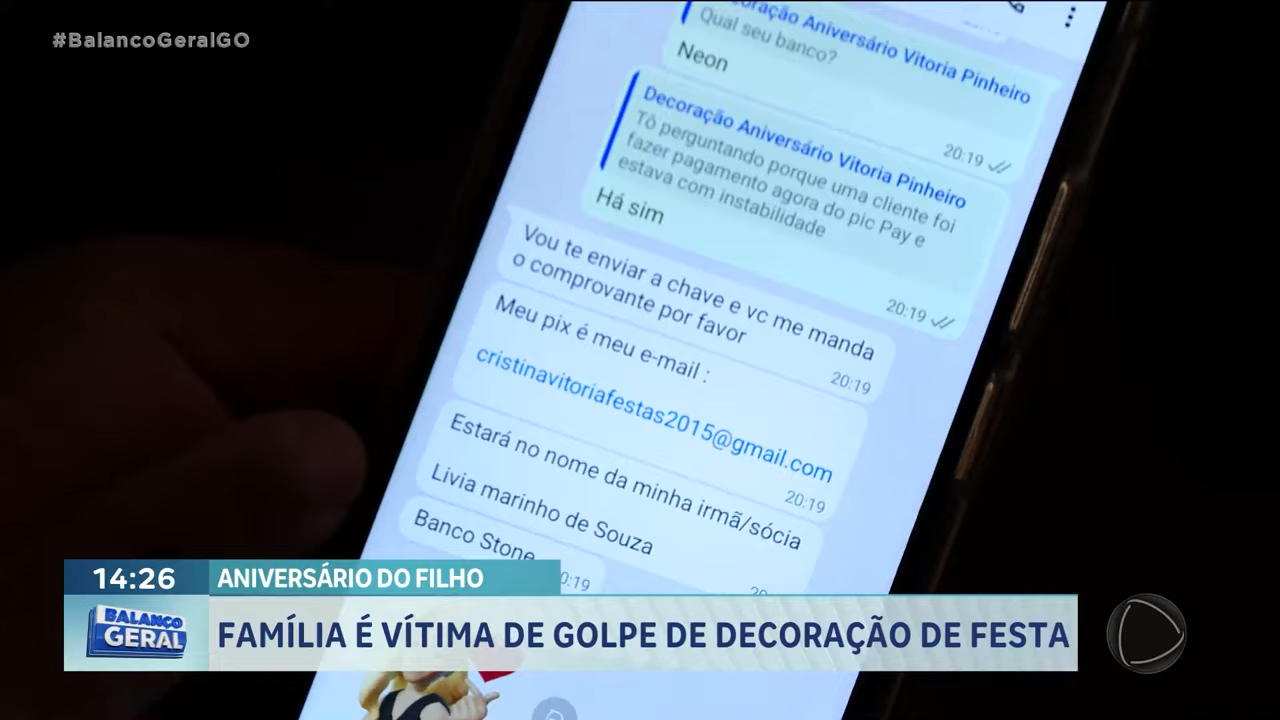 #BalancoGeralGO
Decoração Aniversário Vitoria Pinheiro
Qual seu banco?
Neon
20:19
Decoração Aniversário Vitoria Pinheiro
Tô perguntando porque uma cliente foi
fazer pagamento agora do pic Pay e
estava com instabilidade
Há sim
20:19
Vou te enviar a chave e vc me manda
o comprovante por favor
20:19
Meu pix é meu e-mail :
cristinavitoriafestas2015@gmail.com
20:19
Estará no nome da minha irmã/sócia
Livia marinho de Souza
Banco Stone
14:26
ANIVERSÁRIO DO FILHO
BALANCO
GERAL
FAMÍLIA É VÍTIMA DE GOLPE DE DECORAÇÃO DE FESTA